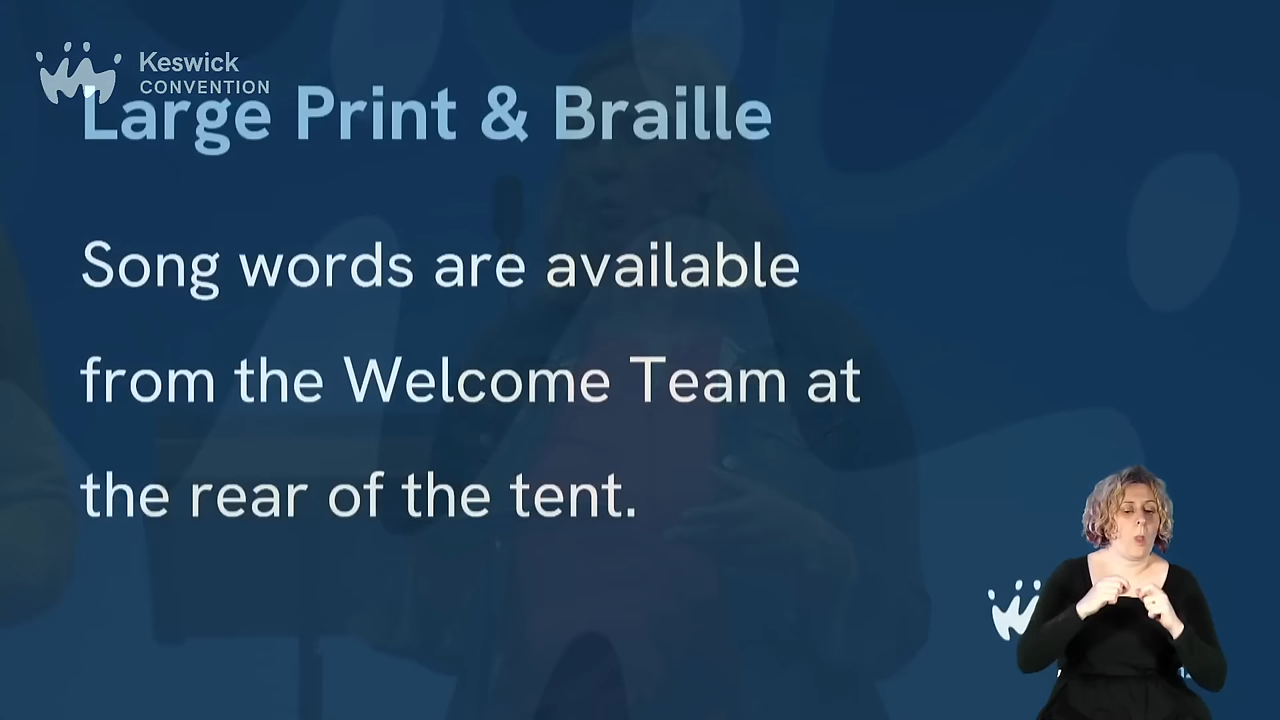 Keswick
CONVENTION
Large Print & Braille
Song words are available
from the Welcome Team at
the rear of the tent.